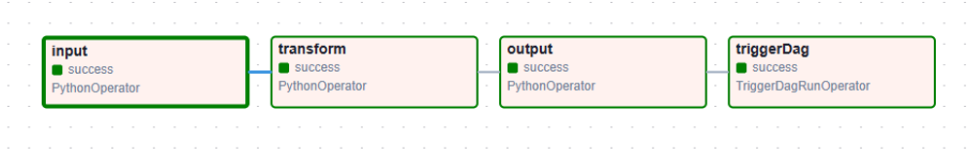 input
success
PythonOperator
transform
success
PythonOperator
output
success
PythonOperator
triggerDag
success
TriggerDagRunOperator